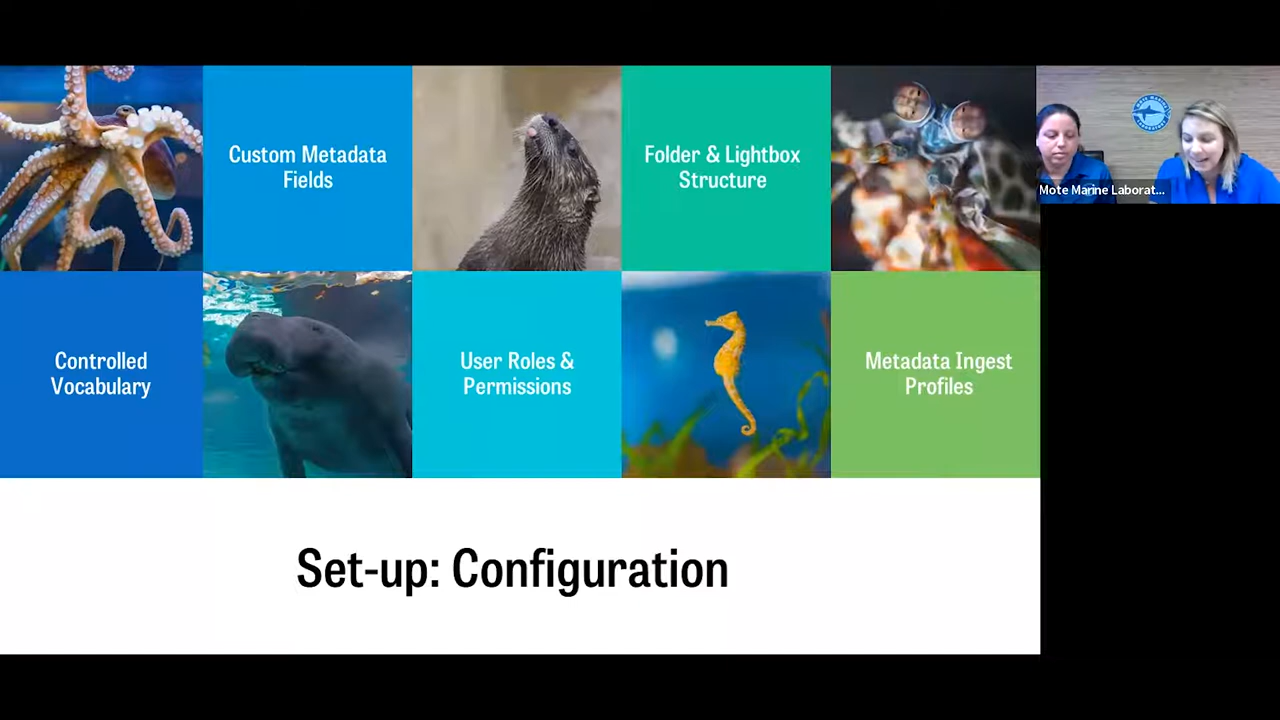 Custom Metadata
Fields
Folder & Lightbox
Structure
Mote Marine Laborat...
Controlled
Vocabulary
User Roles &
Permissions
Metadata Ingest
Profiles
Set-up: Configuration